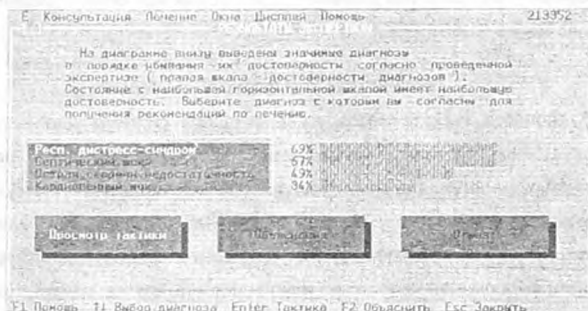 Е Консультация Лечение Окна Дисплей Помощь 213352
На диаграмме внизу выведены значимые диагнозы
в порядке убывания их достоверности согласно проведенной
экспертизе ( правая шкала - достоверности диагнозов ).
Состояние с наибольшей горизонтальной шкалой имеет наибольшую
достоверность. Выберите диагноз с которым вы согласны для
получения рекомендаций по лечению.
Респ. дистресс-синдром 69%
Септический шок 67%
Острая сердечн недостаточность 49%
Кардиогенный шок 34%
Просмотр тактики
F1 Помощь ↑↓ Выбор диагноза Enter Тактика F2 Объяснить Esc Закрыть